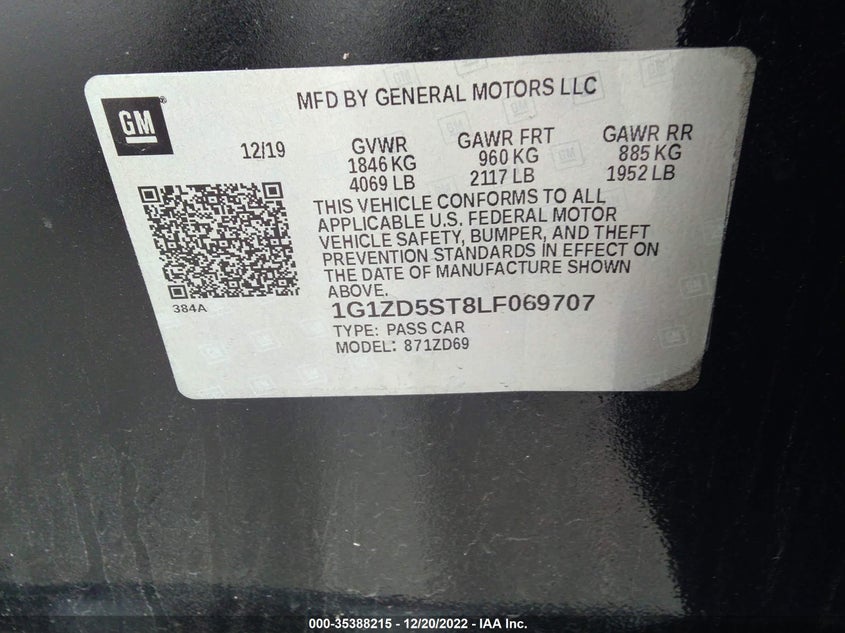 MFD BY GENERAL MOTORS LLC
GM
®
12/19 GVWR GAWR FRT GAWR RR
1846 KG 960 KG 885 KG
4069 LB 2117 LB 1952 LB
THIS VEHICLE CONFORMS TO ALL
APPLICABLE U.S. FEDERAL MOTOR
VEHICLE SAFETY, BUMPER, AND THEFT
PREVENTION STANDARDS IN EFFECT ON
THE DATE OF MANUFACTURE SHOWN
ABOVE.
384A
1G1ZD5ST8LF069707
TYPE: PASS CAR
MODEL: 871ZD69
000-35388215 - 12/20/2022 - IAA Inc.